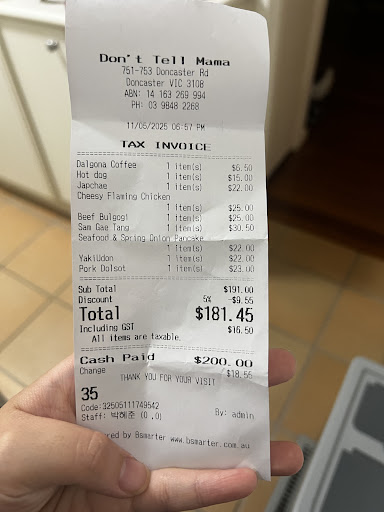 Don't Tell Mama
751-753 Doncaster Rd
Doncaster VIC 3108
ABN: 14 163 269 994
PH: 03 9848 2268
11/05/2025 06:57 PM
TAX INVOICE
Dalgona Coffee 1 item(s) $6.50
Hot dog 1 item(s) $15.00
Japchae 1 item(s) $22.00
Cheesy Flaming Chicken
1 item(s) $25.00
Beef Bulgogi 1 item(s) $25.00
Sam Gae Tang 1 item(s) $30.50
Seafood & Spring Onion Pancake
1 item(s) $22.00
YakiUdon 1 item(s) $22.00
Pork Dolsot 1 item(s) $23.00
Sub Total $191.00
Discount 5% -$9.55
Total $181.45
Including GST $16.50
All items are taxable.
Cash Paid $200.00
Change $18.55
THANK YOU FOR YOUR VISIT
35
Code:32505111749542
Staff: 박해준 (0 ,0) By: admin
ered by Bsmarter www.bsmarter.com.au